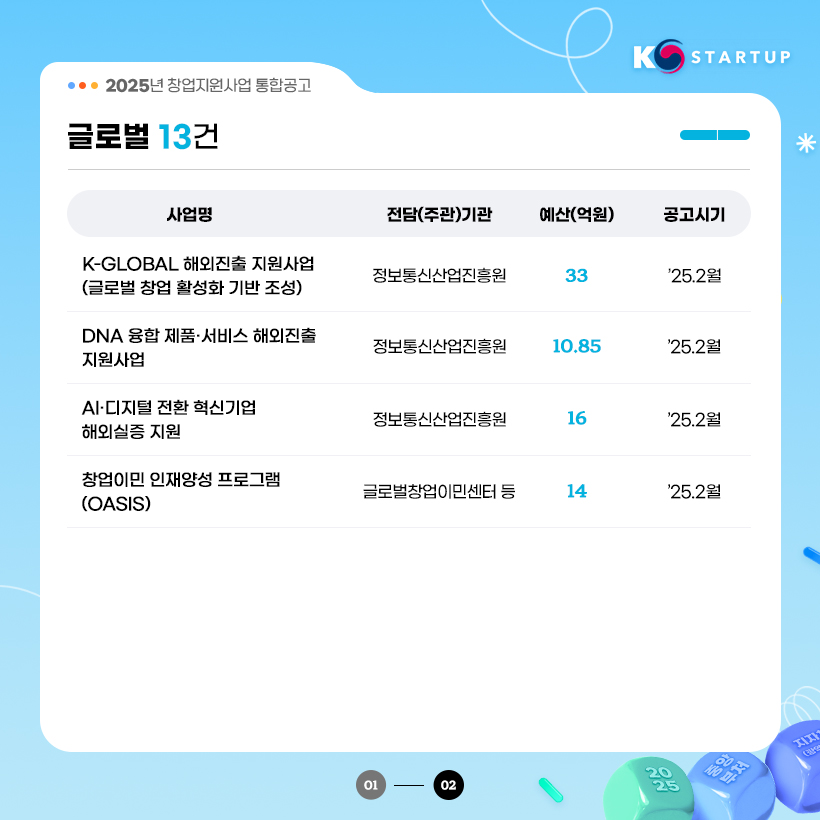 K STARTUP
2025년 창업지원사업 통합공고
글로벌 13건
사업명 전담(주관)기관 예산(억원) 공고시기
K-GLOBAL 해외진출 지원사업
(글로벌 창업 활성화 기반 조성)
정보통신산업진흥원 33 ’25.2월
DNA 융합 제품·서비스 해외진출
지원사업
정보통신산업진흥원 10.85 ’25.2월
AI·디지털 전환 혁신기업
해외실증 지원
정보통신산업진흥원 16 ’25.2월
창업이민 인재양성 프로그램
(OASIS)
글로벌창업이민센터 등 14 ’25.2월
01 02
20
25